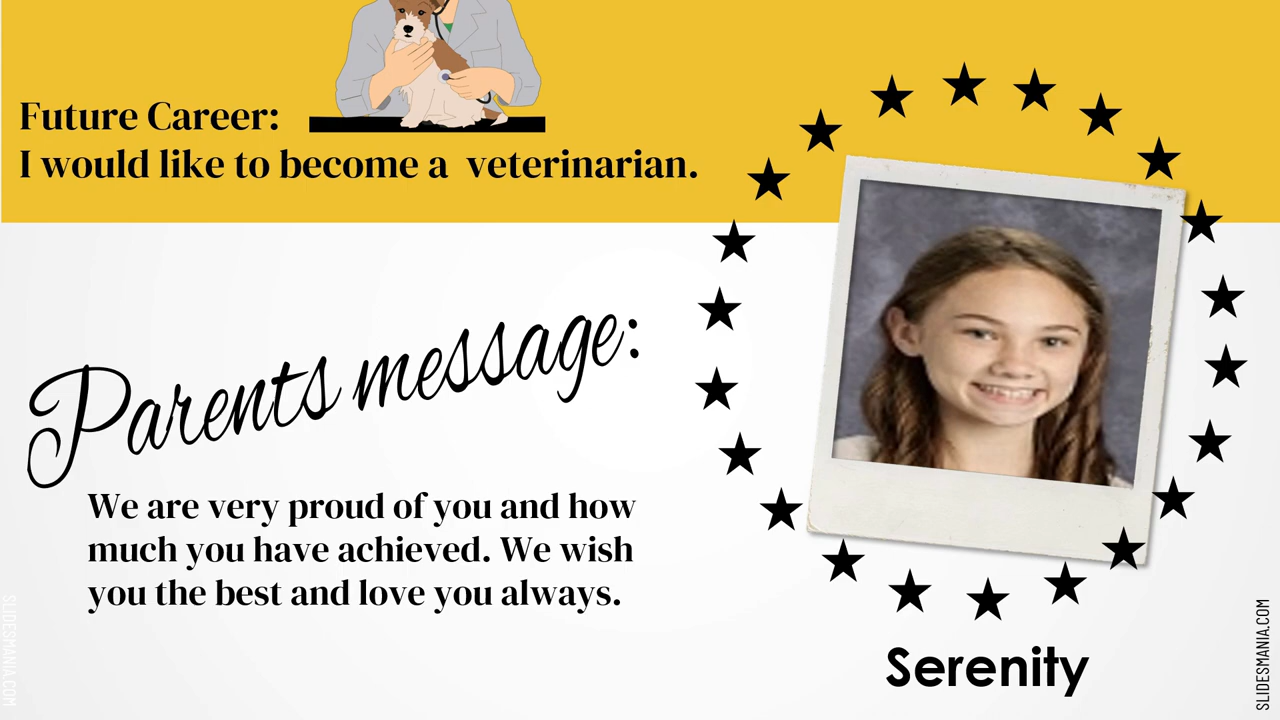 Future Career:
I would like to become a  veterinarian.
Parents message:
We are very proud of you and how
much you have achieved. We wish
you the best and love you always.
Serenity
SLIDESMANIA.COM
SLIDESMANIA.COM